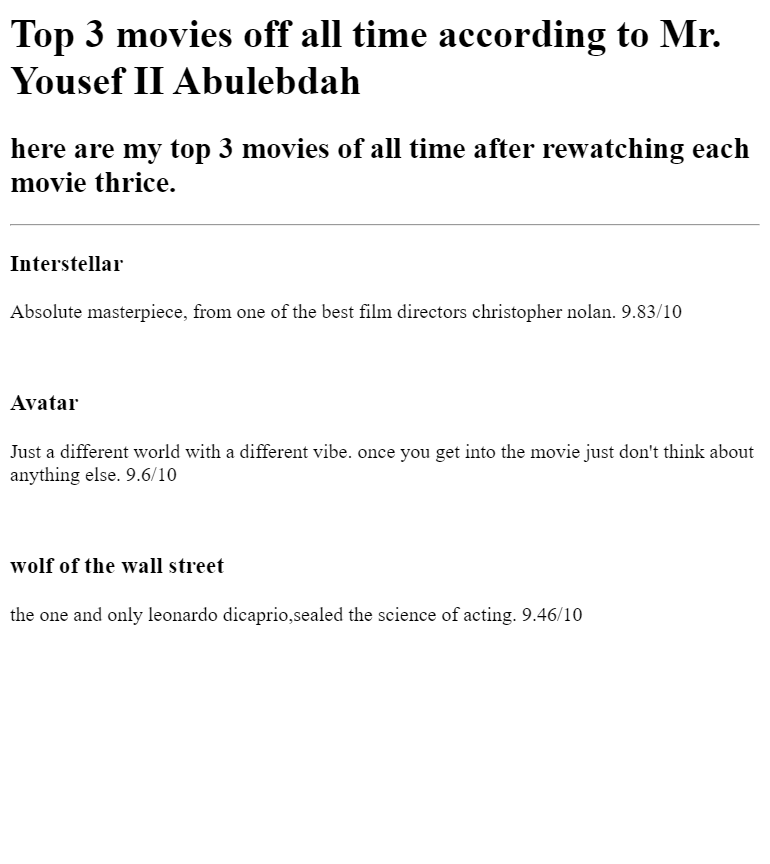 Top 3 movies off all time according to Mr.
Yousef II Abulebdah
here are my top 3 movies of all time after rewatching each
movie thrice.
Interstellar
Absolute masterpiece, from one of the best film directors christopher nolan. 9.83/10
Avatar
Just a different world with a different vibe. once you get into the movie just don't think about
anything else. 9.6/10
wolf of the wall street
the one and only leonardo dicaprio,sealed the science of acting. 9.46/10